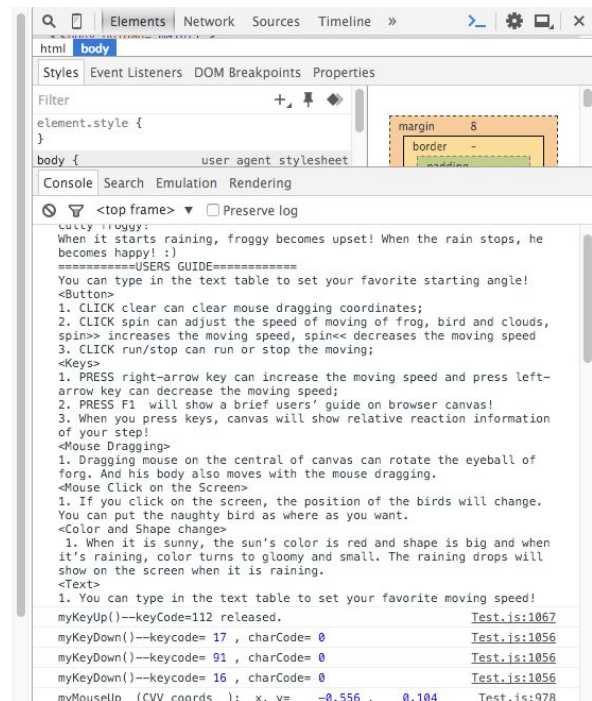 Elements Network Sources Timeline »
html body
Styles Event Listeners DOM Breakpoints Properties
Filter
element.style {
}
body { user agent stylesheet
margin 8
border -
padding
Console Search Emulation Rendering
<top frame> ▼ Preserve log
Cutty froggy!
When it starts raining, froggy becomes upset! When the rain stops, he
becomes happy! :)
===========USERS GUIDE============
You can type in the text table to set your favorite starting angle!
<Button>
1. CLICK clear can clear mouse dragging coordinates;
2. CLICK spin can adjust the speed of moving of frog, bird and clouds,
spin>> increases the moving speed, spin<< decreases the moving speed
3. CLICK run/stop can run or stop the moving;
<Keys>
1. PRESS right-arrow key can increase the moving speed and press left-
arrow key can decrease the moving speed;
2. PRESS F1 will show a brief users' guide on browser canvas!
3. When you press keys, canvas will show relative reaction information
of your step!
<Mouse Dragging>
1. Dragging mouse on the central of canvas can rotate the eyeball of
forg. And his body also moves with the mouse dragging.
<Mouse Click on the Screen>
1. If you click on the screen, the position of the birds will change.
You can put the naughty bird as where as you want.
<Color and Shape change>
1. When it is sunny, the sun's color is red and shape is big and when
it's raining, color turns to gloomy and small. The raining drops will
show on the screen when it is raining.
<Text>
1. You can type in the text table to set your favorite moving speed!
myKeyUp()--keyCode=112 released. Test.js:1067
myKeyDown()--keycode= 17 , charCode= 0 Test.js:1056
myKeyDown()--keycode= 91 , charCode= 0 Test.js:1056
myKeyDown()--keycode= 16 , charCode= 0 Test.js:1056
myMouseUp (CVV coords ): x, y= -0.556 , 0.104 Test.js:978